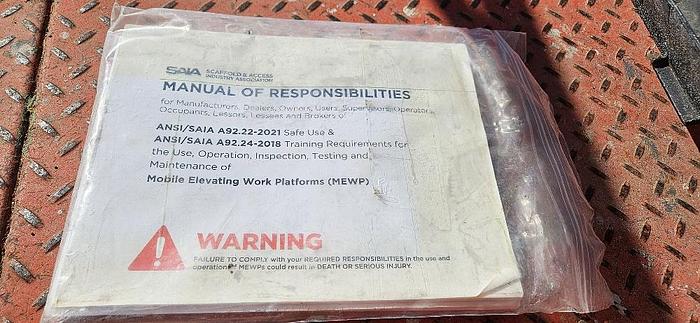 SAIA SCAFFOLD & ACCESS
INDUSTRY ASSOCIATION
MANUAL OF RESPONSIBILITIES
for Manufacturers, Dealers, Owners, Users, Supervisors, Operators,
Occupants, Lessors, Lessees and Brokers of
ANSI/SAIA A92.22-2021 Safe Use &
ANSI/SAIA A92.24-2018 Training Requirements for
the Use, Operation, Inspection, Testing and
Maintenance of
Mobile Elevating Work Platforms (MEWP)
WARNING
FAILURE TO COMPLY with your REQUIRED RESPONSIBILITIES in the use and
operation of MEWPs could result in DEATH OR SERIOUS INJURY.